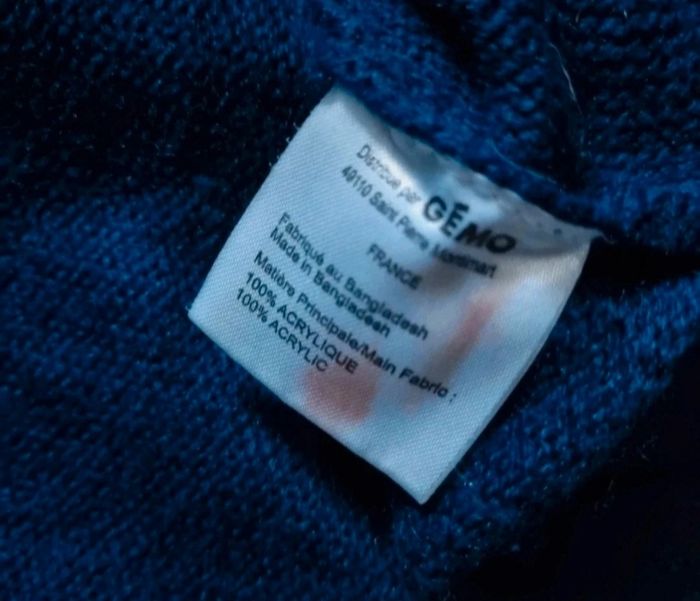 Distribué par GÉMO
49110 Saint Pierre Montlimart
FRANCE
Fabriqué au Bangladesh
Made in Bangladesh
Matière Principale/Main Fabric :
100% ACRYLIQUE
100% ACRYLIC